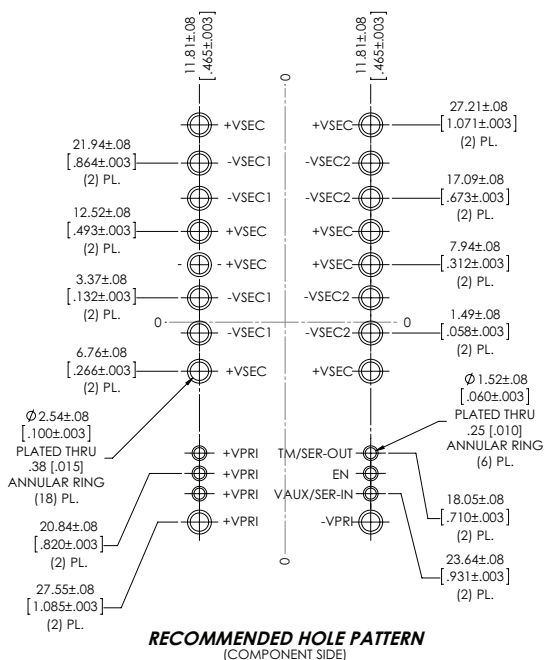 11.81±.08
[.465±.003]
0
11.81±.08
[.465±.003]
+VSEC
+VSEC
27.21±.08
[1.071±.003]
(2) PL.
21.94±.08
[.864±.003]
(2) PL.
-VSEC1
-VSEC2
-VSEC1
-VSEC2
17.09±.08
[.673±.003]
(2) PL.
12.52±.08
[.493±.003]
(2) PL.
+VSEC
+VSEC
+VSEC
+VSEC
7.94±.08
[.312±.003]
(2) PL.
3.37±.08
[.132±.003]
(2) PL.
-VSEC1
-VSEC2
0
0
-VSEC1
-VSEC2
1.49±.08
[.058±.003]
(2) PL.
6.76±.08
[.266±.003]
(2) PL.
+VSEC
+VSEC
Ø2.54±.08
[.100±.003]
PLATED THRU
.38 [.015]
ANNULAR RING
(18) PL.
Ø1.52±.08
[.060±.003]
PLATED THRU
.25 [.010]
ANNULAR RING
(6) PL.
+VPRI
TM/SER-OUT
+VPRI
EN
+VPRI
VAUX/SER-IN
+VPRI
-VPRI
20.84±.08
[.820±.003]
(2) PL.
18.05±.08
[.710±.003]
(2) PL.
27.55±.08
[1.085±.003]
(2) PL.
23.64±.08
[.931±.003]
(2) PL.
0
RECOMMENDED HOLE PATTERN
(COMPONENT SIDE)